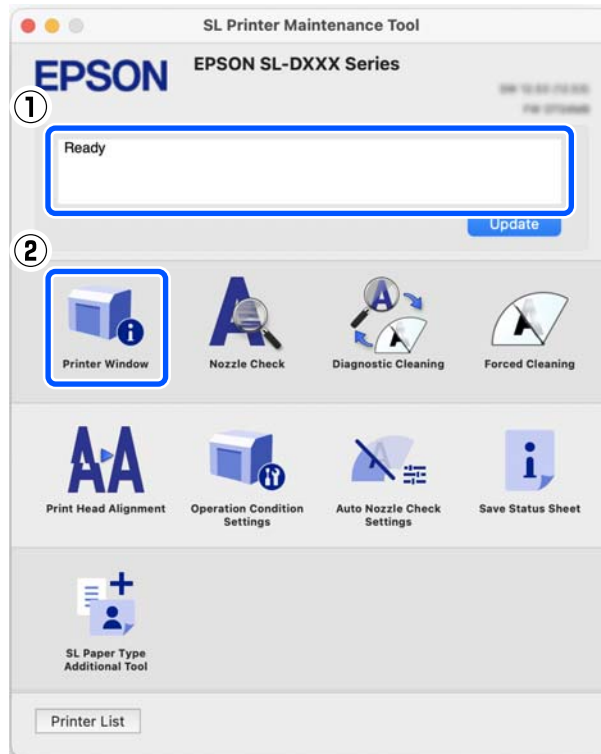 SL Printer Maintenance Tool
EPSON
EPSON SL-DXXX Series
①
Ready
Update
②
Printer Window
Nozzle Check
Diagnostic Cleaning
Forced Cleaning
Print Head Alignment
Operation Condition
Settings
Auto Nozzle Check
Settings
Save Status Sheet
SL Paper Type
Additional Tool
Printer List